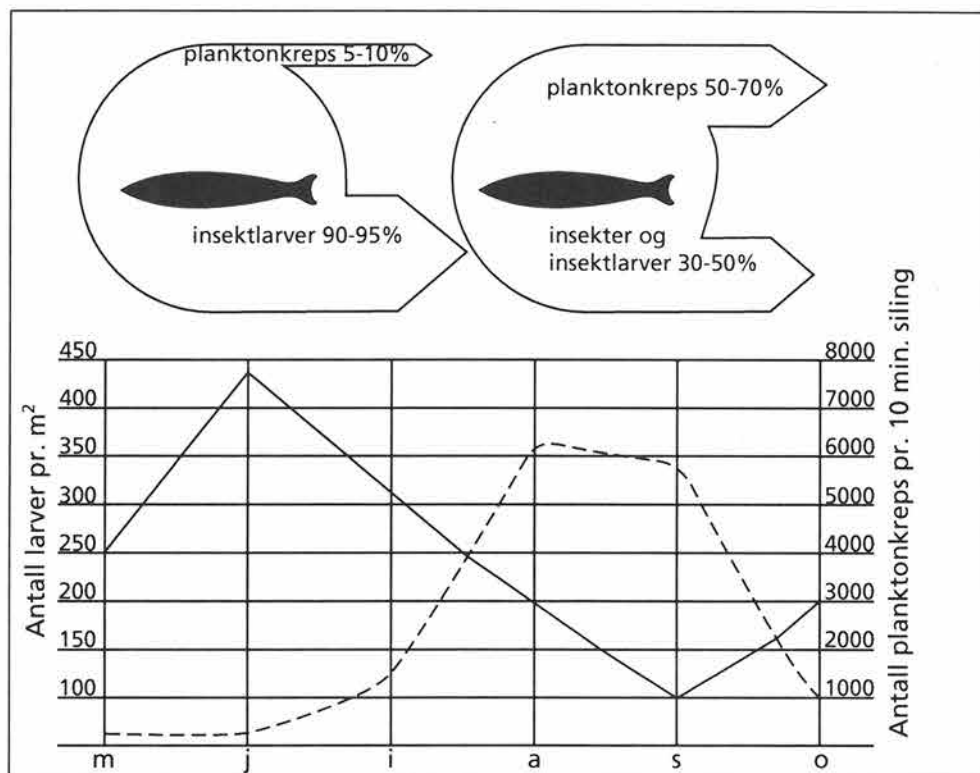 planktonkreps 5-10%
insektlarver 90-95%
planktonkreps 50-70%
insekter og
insektlarver 30-50%
Antall larver pr. m²
450
400
350
300
250
200
150
100
8000
7000
6000
5000
4000
3000
2000
1000
Antall planktonkreps pr. 10 min. siling
m j i a s o